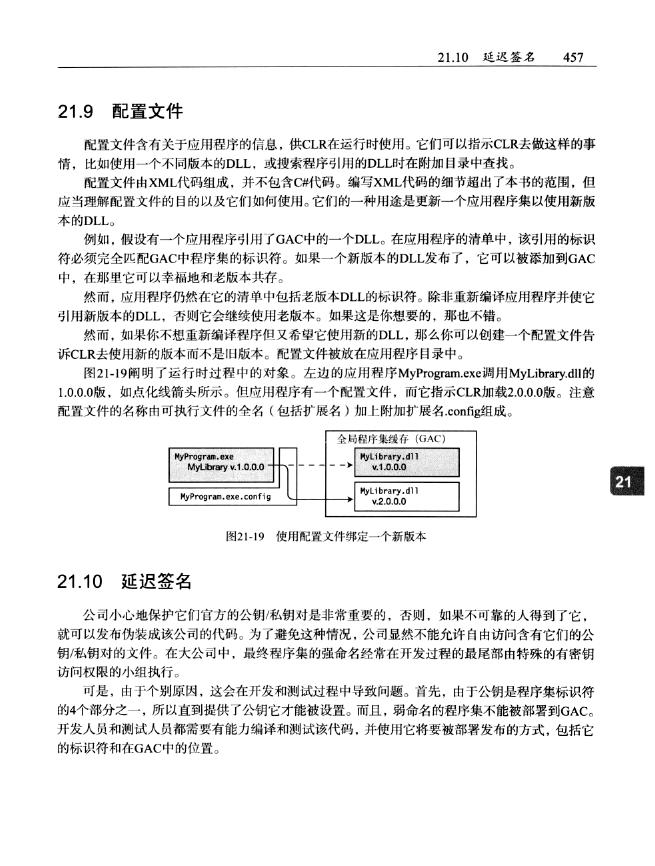 21.10 延迟签名 457
21.9 配置文件
配置文件含有关于应用程序的信息，供CLR在运行时使用。它们可以指示CLR去做这样的事
情，比如使用一个不同版本的DLL，或搜索程序引用的DLL时在附加目录中查找。
配置文件由XML代码组成，并不包含C#代码。编写XML代码的细节超出了本书的范围，但
应当理解配置文件的目的以及它们如何使用。它们的一种用途是更新一个应用程序集以使用新版
本的DLL。
例如，假设有一个应用程序引用了GAC中的一个DLL。在应用程序的清单中，该引用的标识
符必须完全匹配GAC中程序集的标识符。如果一个新版本的DLL发布了，它可以被添加到GAC
中，在那里它可以幸福地和老版本共存。
然而，应用程序仍然在它的清单中包括老版本DLL的标识符。除非重新编译应用程序并使它
引用新版本的DLL，否则它会继续使用老版本。如果这是你想要的，那也不错。
然而，如果你不想重新编译程序但又希望它使用新的DLL，那么你可以创建一个配置文件告
诉CLR去使用新的版本而不是旧版本。配置文件被放在应用程序目录中。
图21-19阐明了运行时过程中的对象。左边的应用程序MyProgram.exe调用MyLibrary.dll的
1.0.0.0版，如点化线箭头所示。但应用程序有一个配置文件，而它指示CLR加载2.0.0.0版。注意
配置文件的名称由可执行文件的全名（包括扩展名）加上附加扩展名.config组成。
全局程序集缓存（GAC）
MyProgram.exe
MyLibrary v.1.0.0.0
MyLibrary.dll
v.1.0.0.0
MyProgram.exe.config
MyLibrary.dll
v.2.0.0.0
21
图21-19 使用配置文件绑定一个新版本
21.10 延迟签名
公司小心地保护它们官方的公钥/私钥对是非常重要的，否则，如果不可靠的人得到了它，
就可以发布伪装成该公司的代码。为了避免这种情况，公司显然不能允许自由访问含有它们的公
钥/私钥对的文件。在大公司中，最终程序集的强命名经常在开发过程的最尾部由特殊的有密钥
访问权限的小组执行。
可是，由于个别原因，这会在开发和测试过程中导致问题。首先，由于公钥是程序集标识符
的4个部分之一，所以直到提供了公钥它才能被设置。而且，弱命名的程序集不能被部署到GAC。
开发人员和测试人员都需要有能力编译和测试该代码，并使用它将要被部署发布的方式，包括它
的标识符和在GAC中的位置。